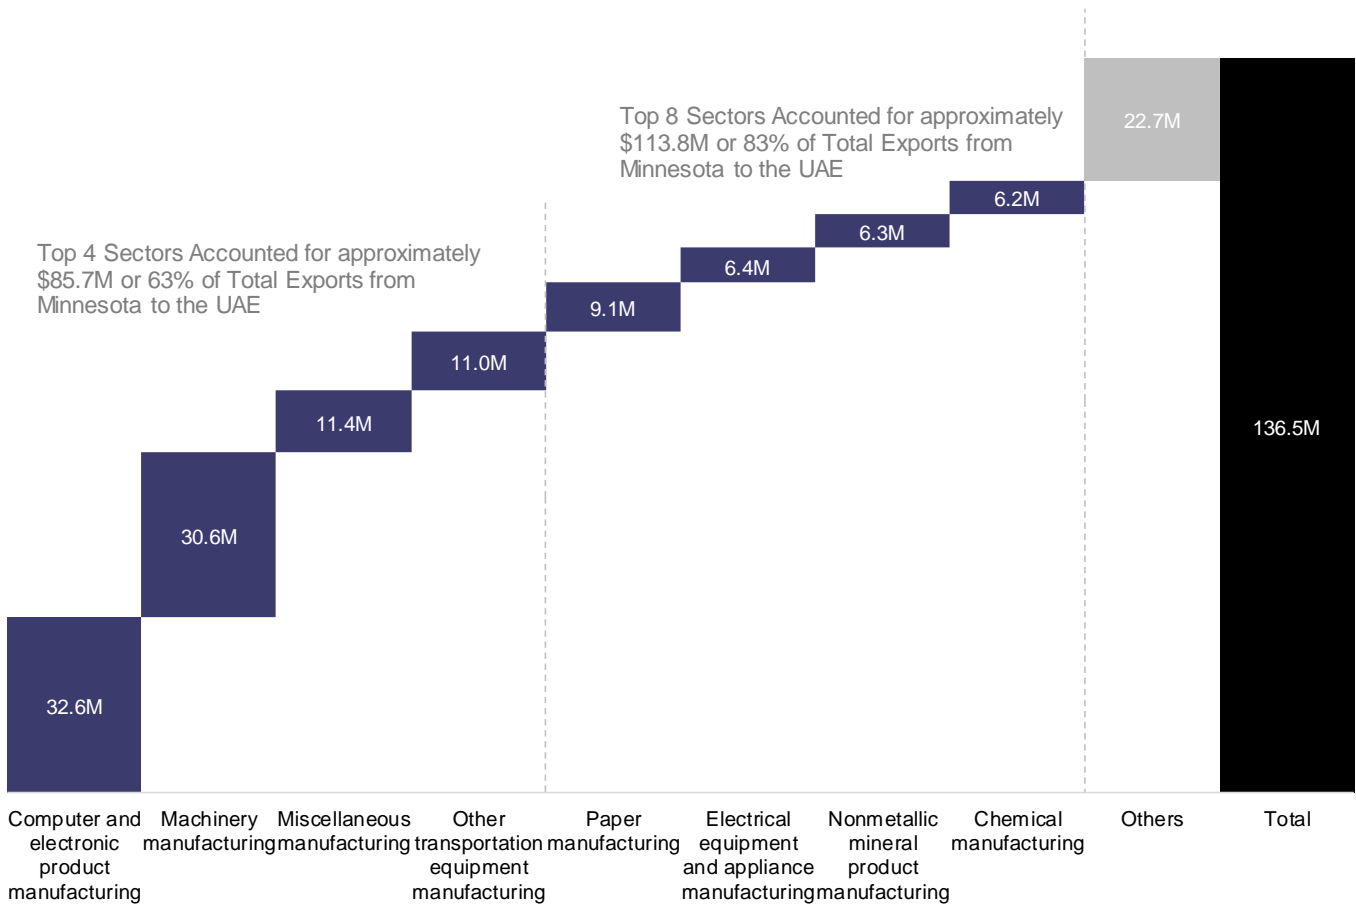 Top 8 Sectors Accounted for approximately
$113.8M or 83% of Total Exports from
Minnesota to the UAE
22.7M
6.2M
6.3M
Top 4 Sectors Accounted for approximately
$85.7M or 63% of Total Exports from
Minnesota to the UAE
6.4M
9.1M
11.0M
11.4M
136.5M
30.6M
32.6M
Computer and
electronic
product
manufacturing
Machinery
manufacturing
Miscellaneous
manufacturing
Other
transportation
equipment
manufacturing
Paper
manufacturing
Electrical
equipment
and appliance
manufacturing
Nonmetallic
mineral
product
manufacturing
Chemical
manufacturing
Others
Total